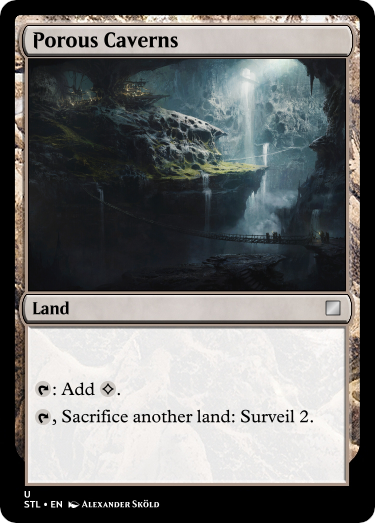 Porous Caverns
Land
: Add .
, Sacrifice another land: Surveil 2.
U
STL • EN Alexander Sköld